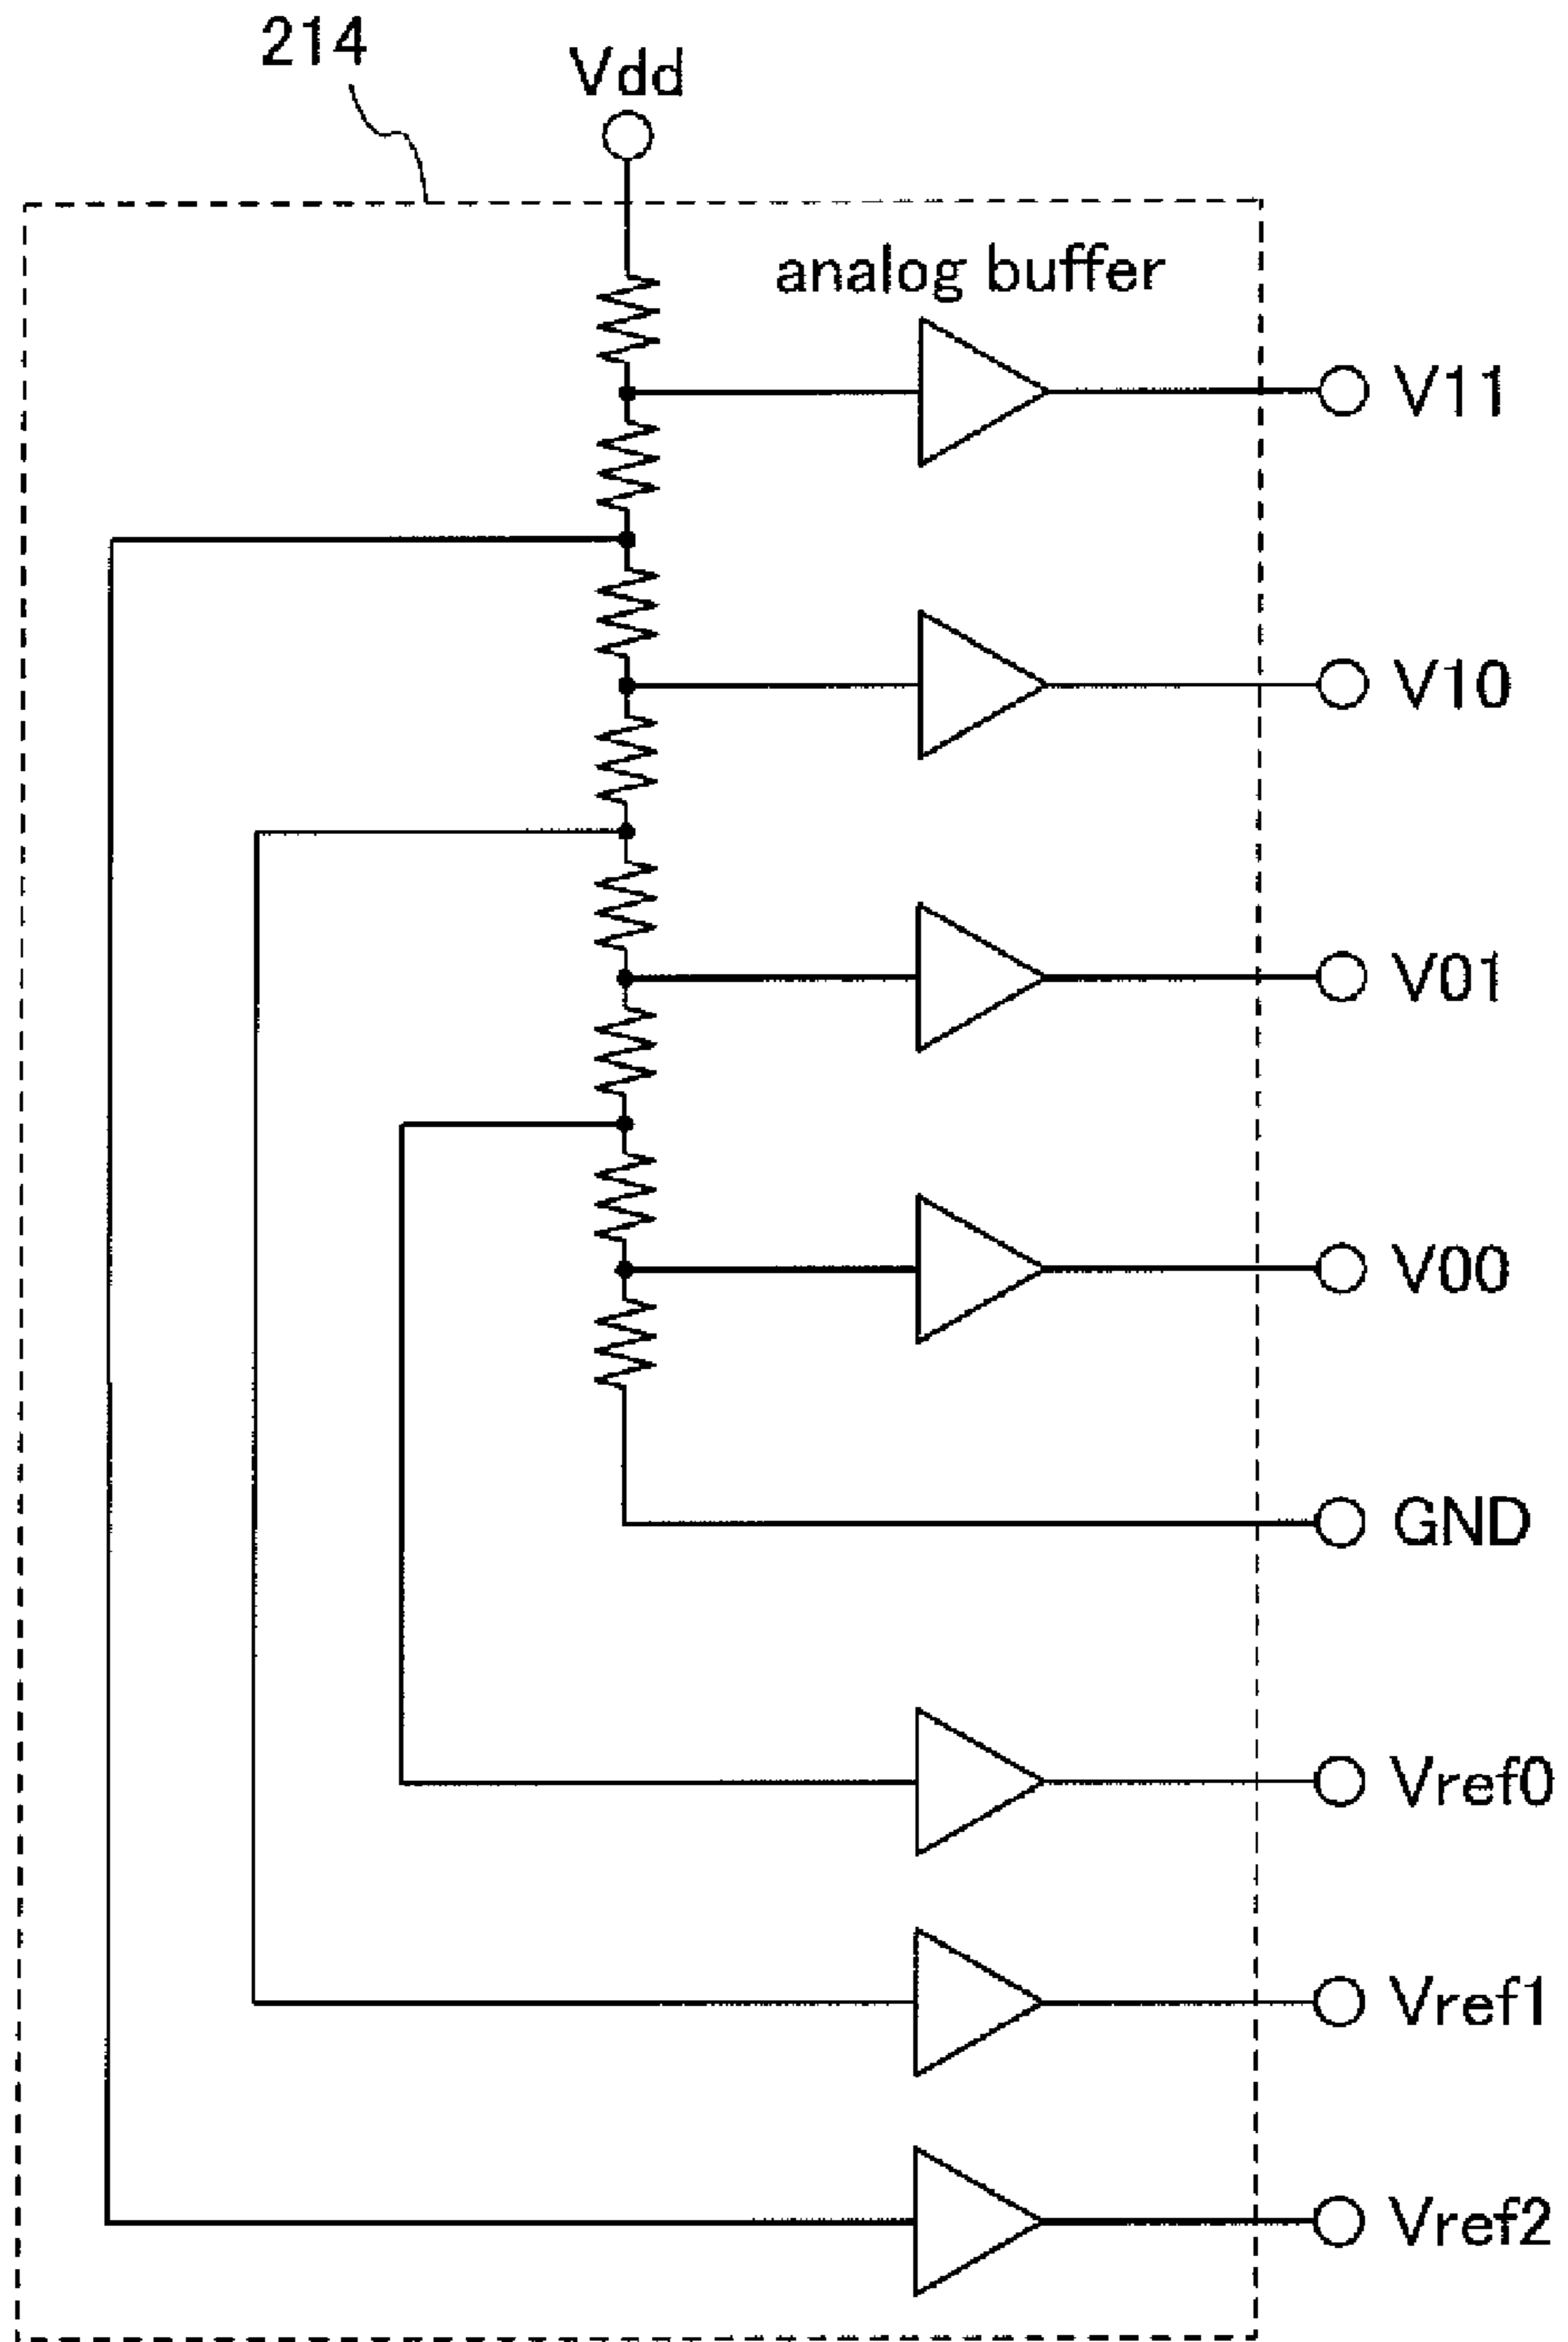 214
Vdd
analog buffer
V11
V10
V01
V00
GND
Vref0
Vref1
Vref2